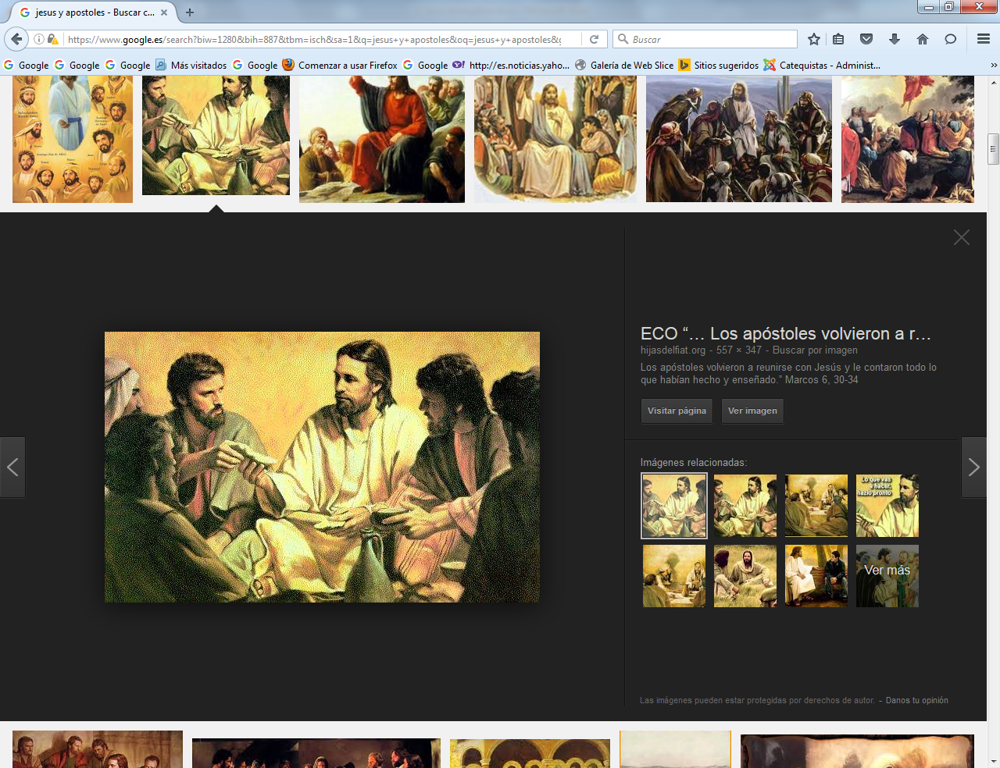 jesus y apostoles - Buscar c...
https://www.google.es/search?biw=1280&bih=887&tbm=isch&sa=1&q=jesus+y+apostoles&oq=jesus+y+apostoles&g
Buscar
Google Google Google Más visitados Google Comenzar a usar Firefox Google http://es.noticias.yaho... Galería de Web Slice Sitios sugeridos Catequistas - Administ...
ECO “... Los apóstoles volvieron a r...
hijasdelfiat.org - 557 × 347 - Buscar por imagen
Los apóstoles volvieron a reunirse con Jesús y le contaron todo lo
que habían hecho y enseñado.” Marcos 6, 30-34
Visitar página Ver imagen
Imágenes relacionadas:
Lo que vas
a hacer,
hazlo pronto
Ver más
Las imágenes pueden estar protegidas por derechos de autor. - Danos tu opinión